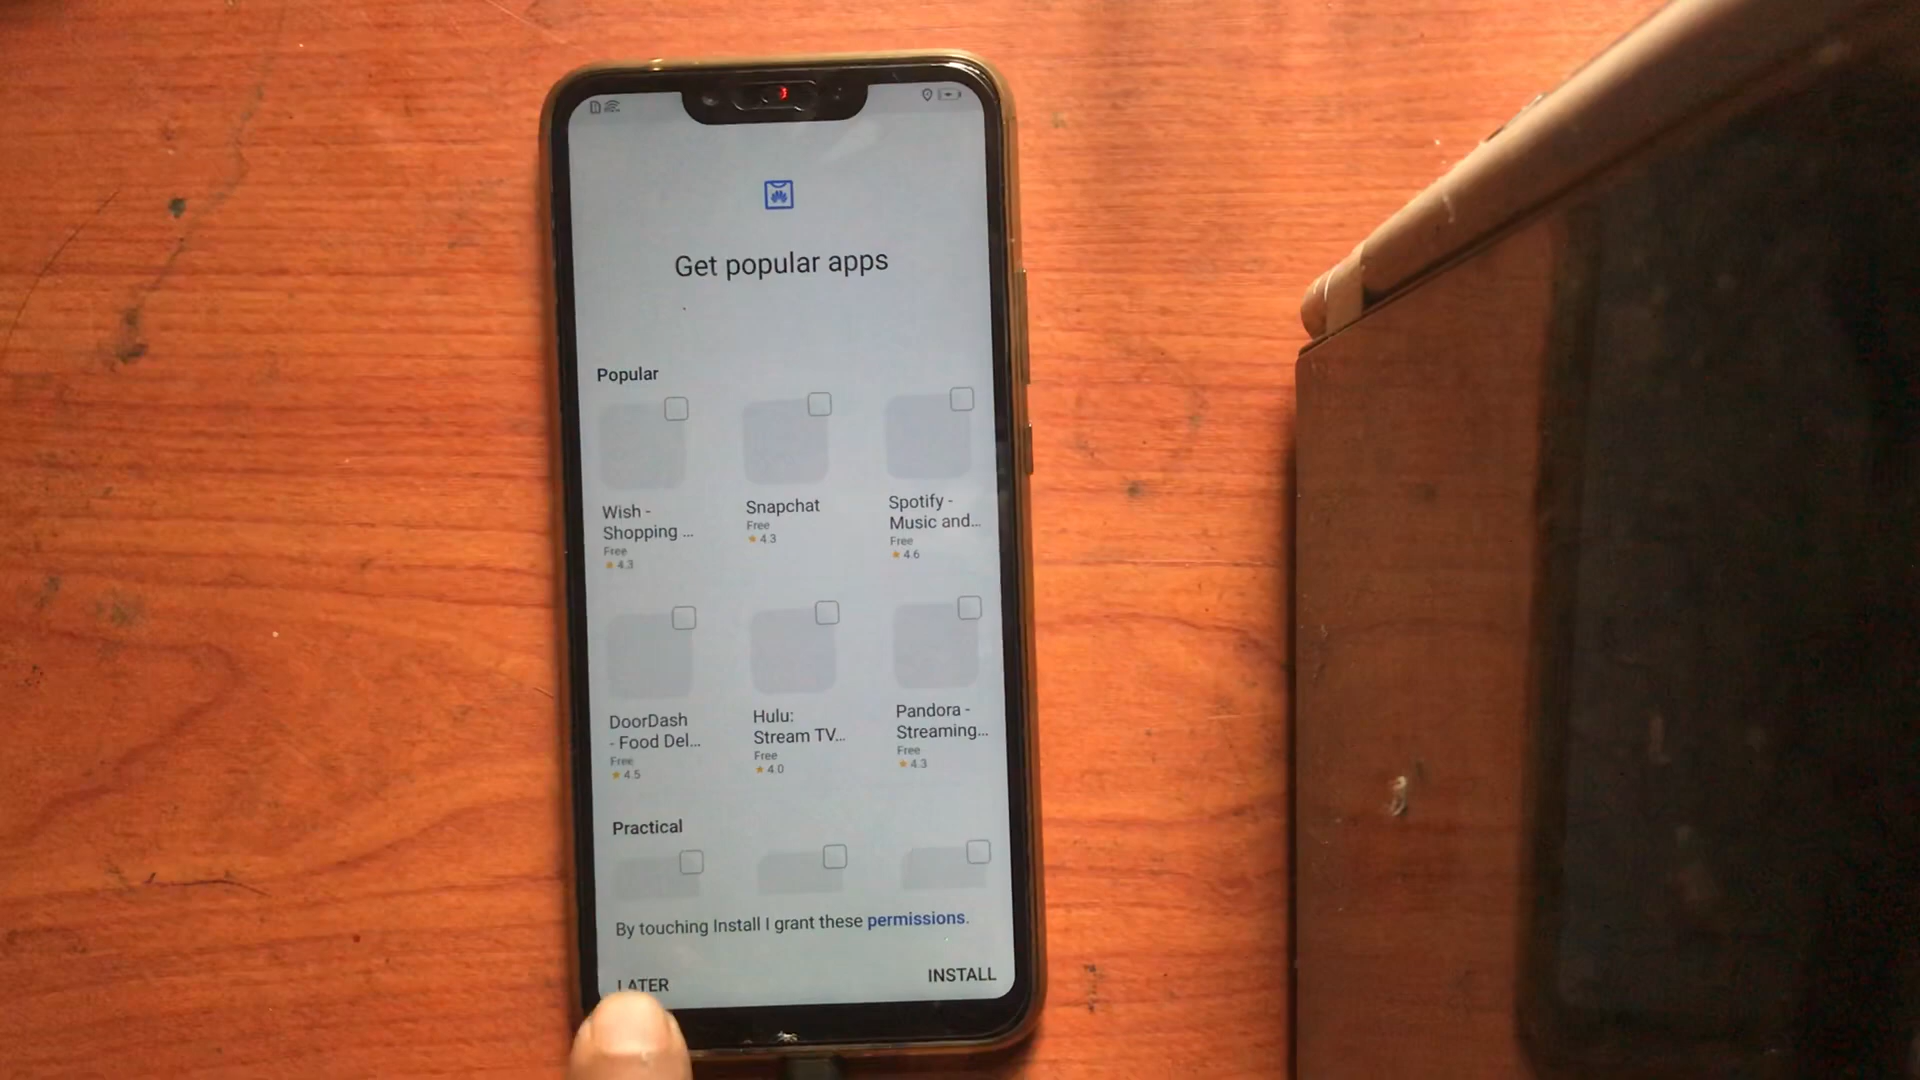 Get popular apps
Popular
Wish -
Shopping ...
Free
★ 4.3
Snapchat
Free
★ 4.3
Spotify -
Music and...
Free
★ 4.6
DoorDash
- Food Del...
Free
★ 4.5
Hulu:
Stream TV...
Free
★ 4.0
Pandora -
Streaming...
Free
★ 4.3
Practical
By touching Install I grant these permissions.
LATER
INSTALL